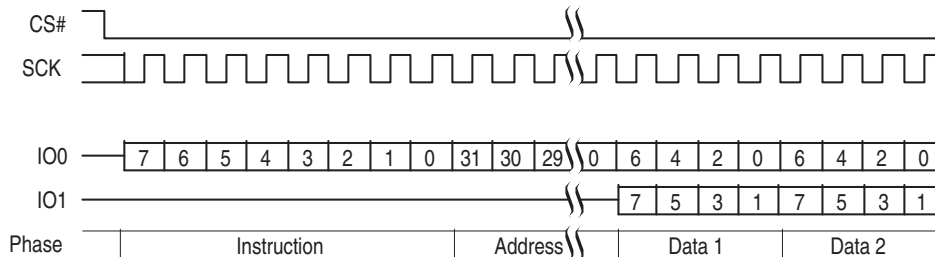 CS#
SCK
IO0 7 6 5 4 3 2 1 0 31 30 29 0 6 4 2 0 6 4 2 0
IO1 7 5 3 1 7 5 3 1
Phase Instruction Address Data 1 Data 2